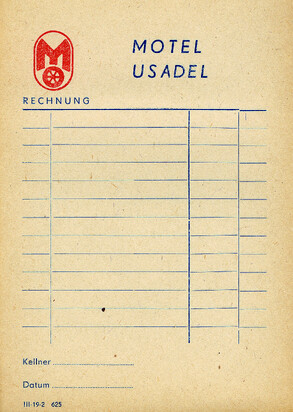 M
MOTEL
USADEL
RECHNUNG
Kellner
Datum
III-19-2 625